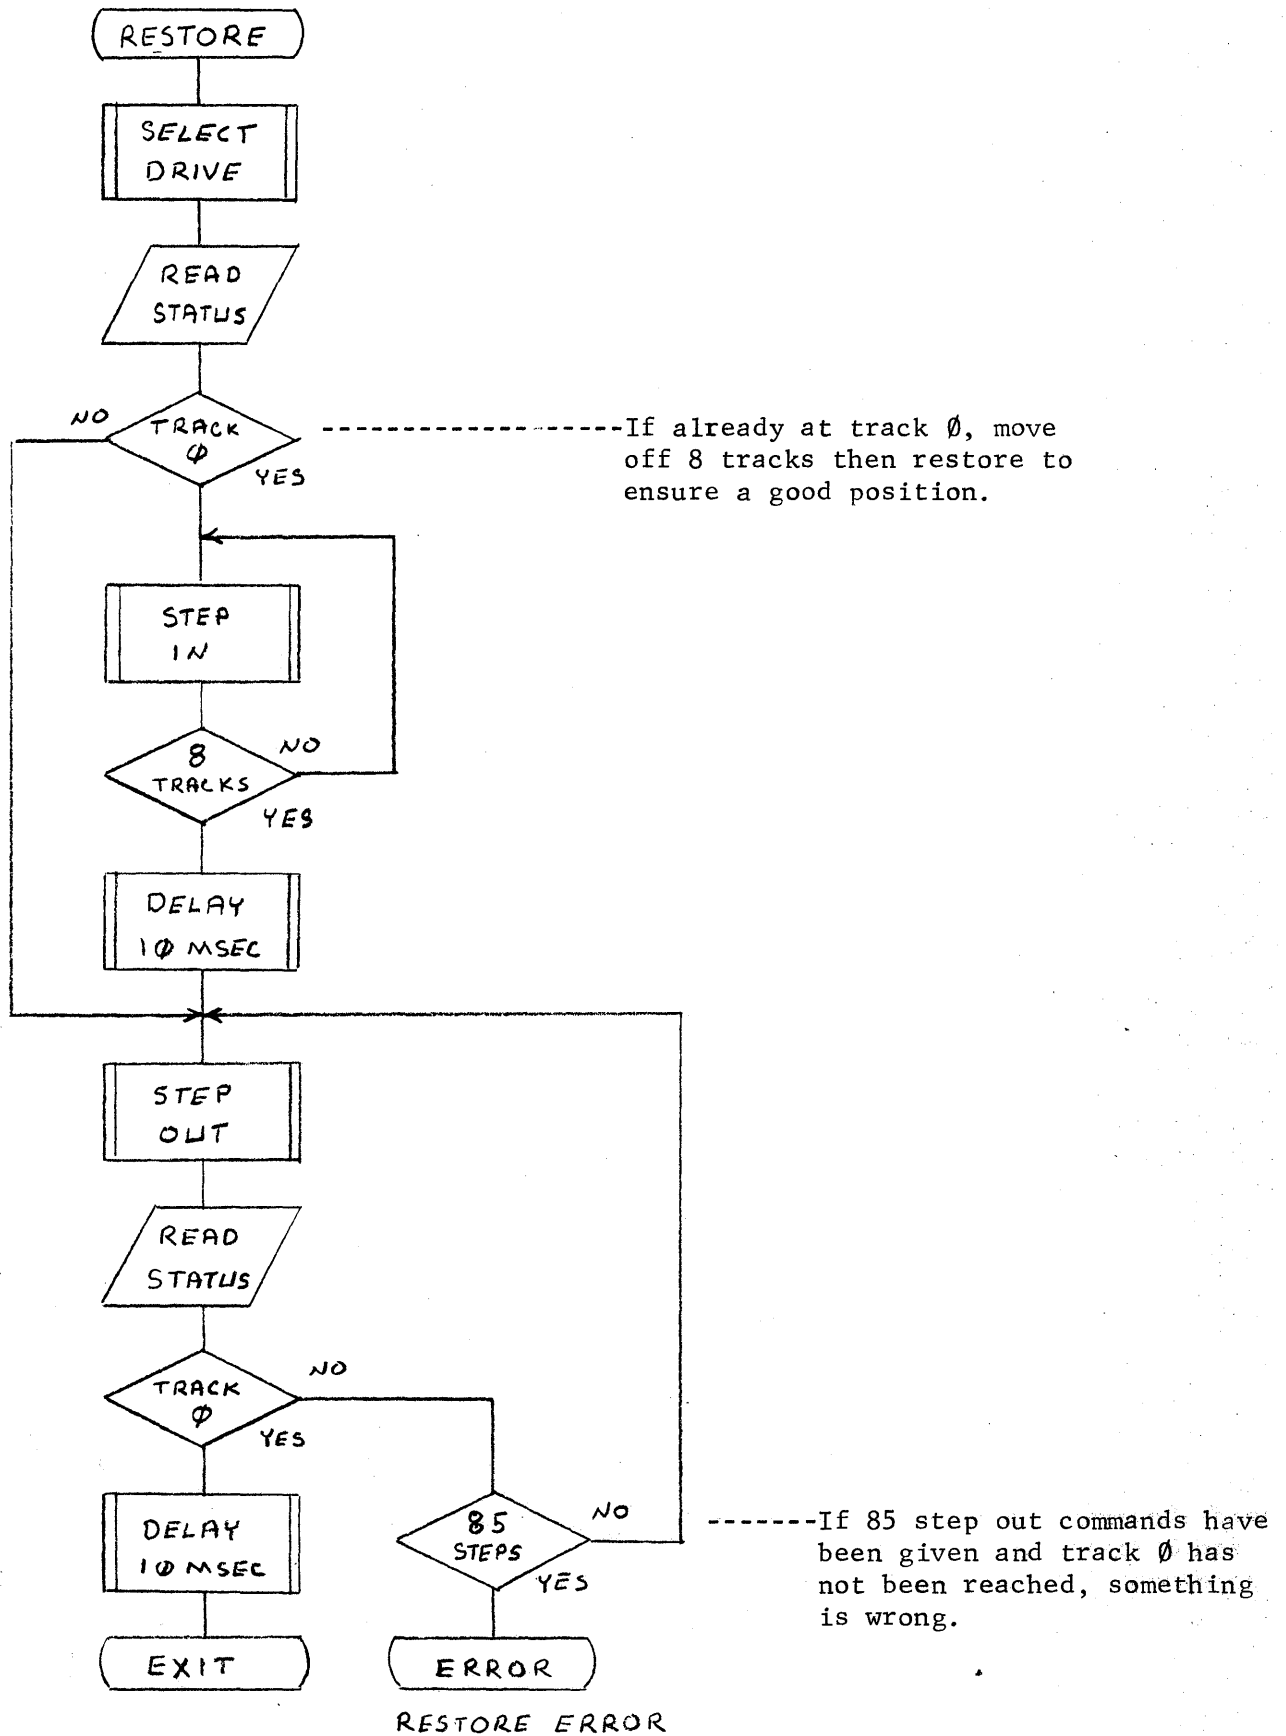 RESTORE
SELECT
DRIVE
READ
STATUS
NO
TRACK
Ø
YES
If already at track Ø, move
off 8 tracks then restore to
ensure a good position.
STEP
IN
8
TRACKS
NO
YES
DELAY
1Ø MSEC
STEP
OUT
READ
STATUS
TRACK
Ø
NO
YES
DELAY
1Ø MSEC
EXIT
85
STEPS
NO
YES
If 85 step out commands have
been given and track Ø has
not been reached, something
is wrong.
ERROR
RESTORE ERROR